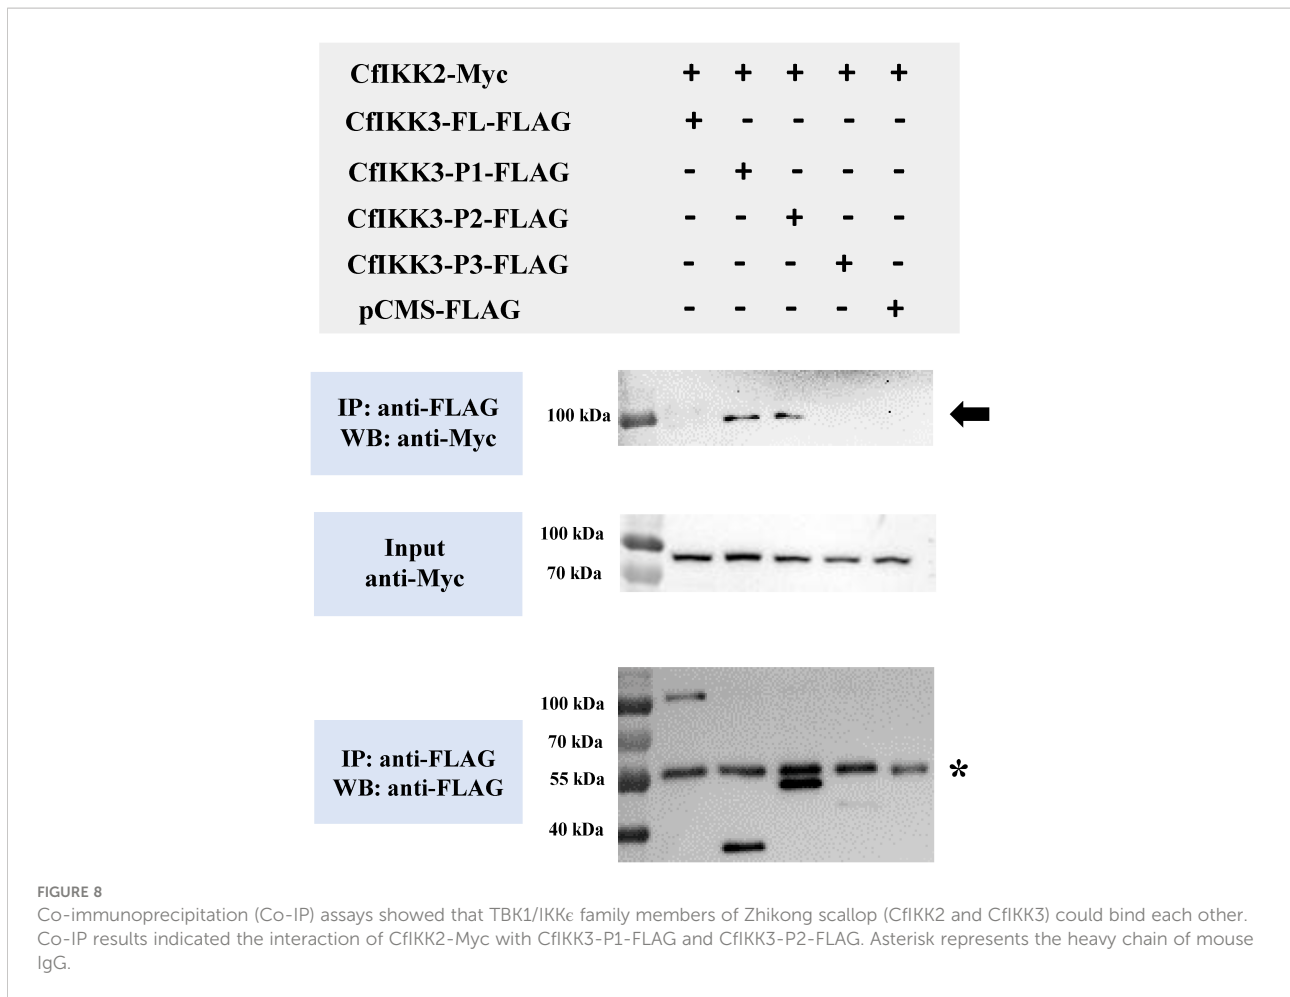 CfIKK2-Myc + + + + +
CfIKK3-FL-FLAG + - - - -
CfIKK3-P1-FLAG - + - - -
CfIKK3-P2-FLAG - - + - -
CfIKK3-P3-FLAG - - - + -
pCMS-FLAG - - - - +
IP: anti-FLAG
WB: anti-Myc
100 kDa
Input
anti-Myc
100 kDa
70 kDa
IP: anti-FLAG
WB: anti-FLAG
100 kDa
70 kDa
55 kDa
40 kDa
*
FIGURE 8
Co-immunoprecipitation (Co-IP) assays showed that TBK1/IKKϵ family members of Zhikong scallop (CfIKK2 and CfIKK3) could bind each other.
Co-IP results indicated the interaction of CfIKK2-Myc with CfIKK3-P1-FLAG and CfIKK3-P2-FLAG. Asterisk represents the heavy chain of mouse
IgG.